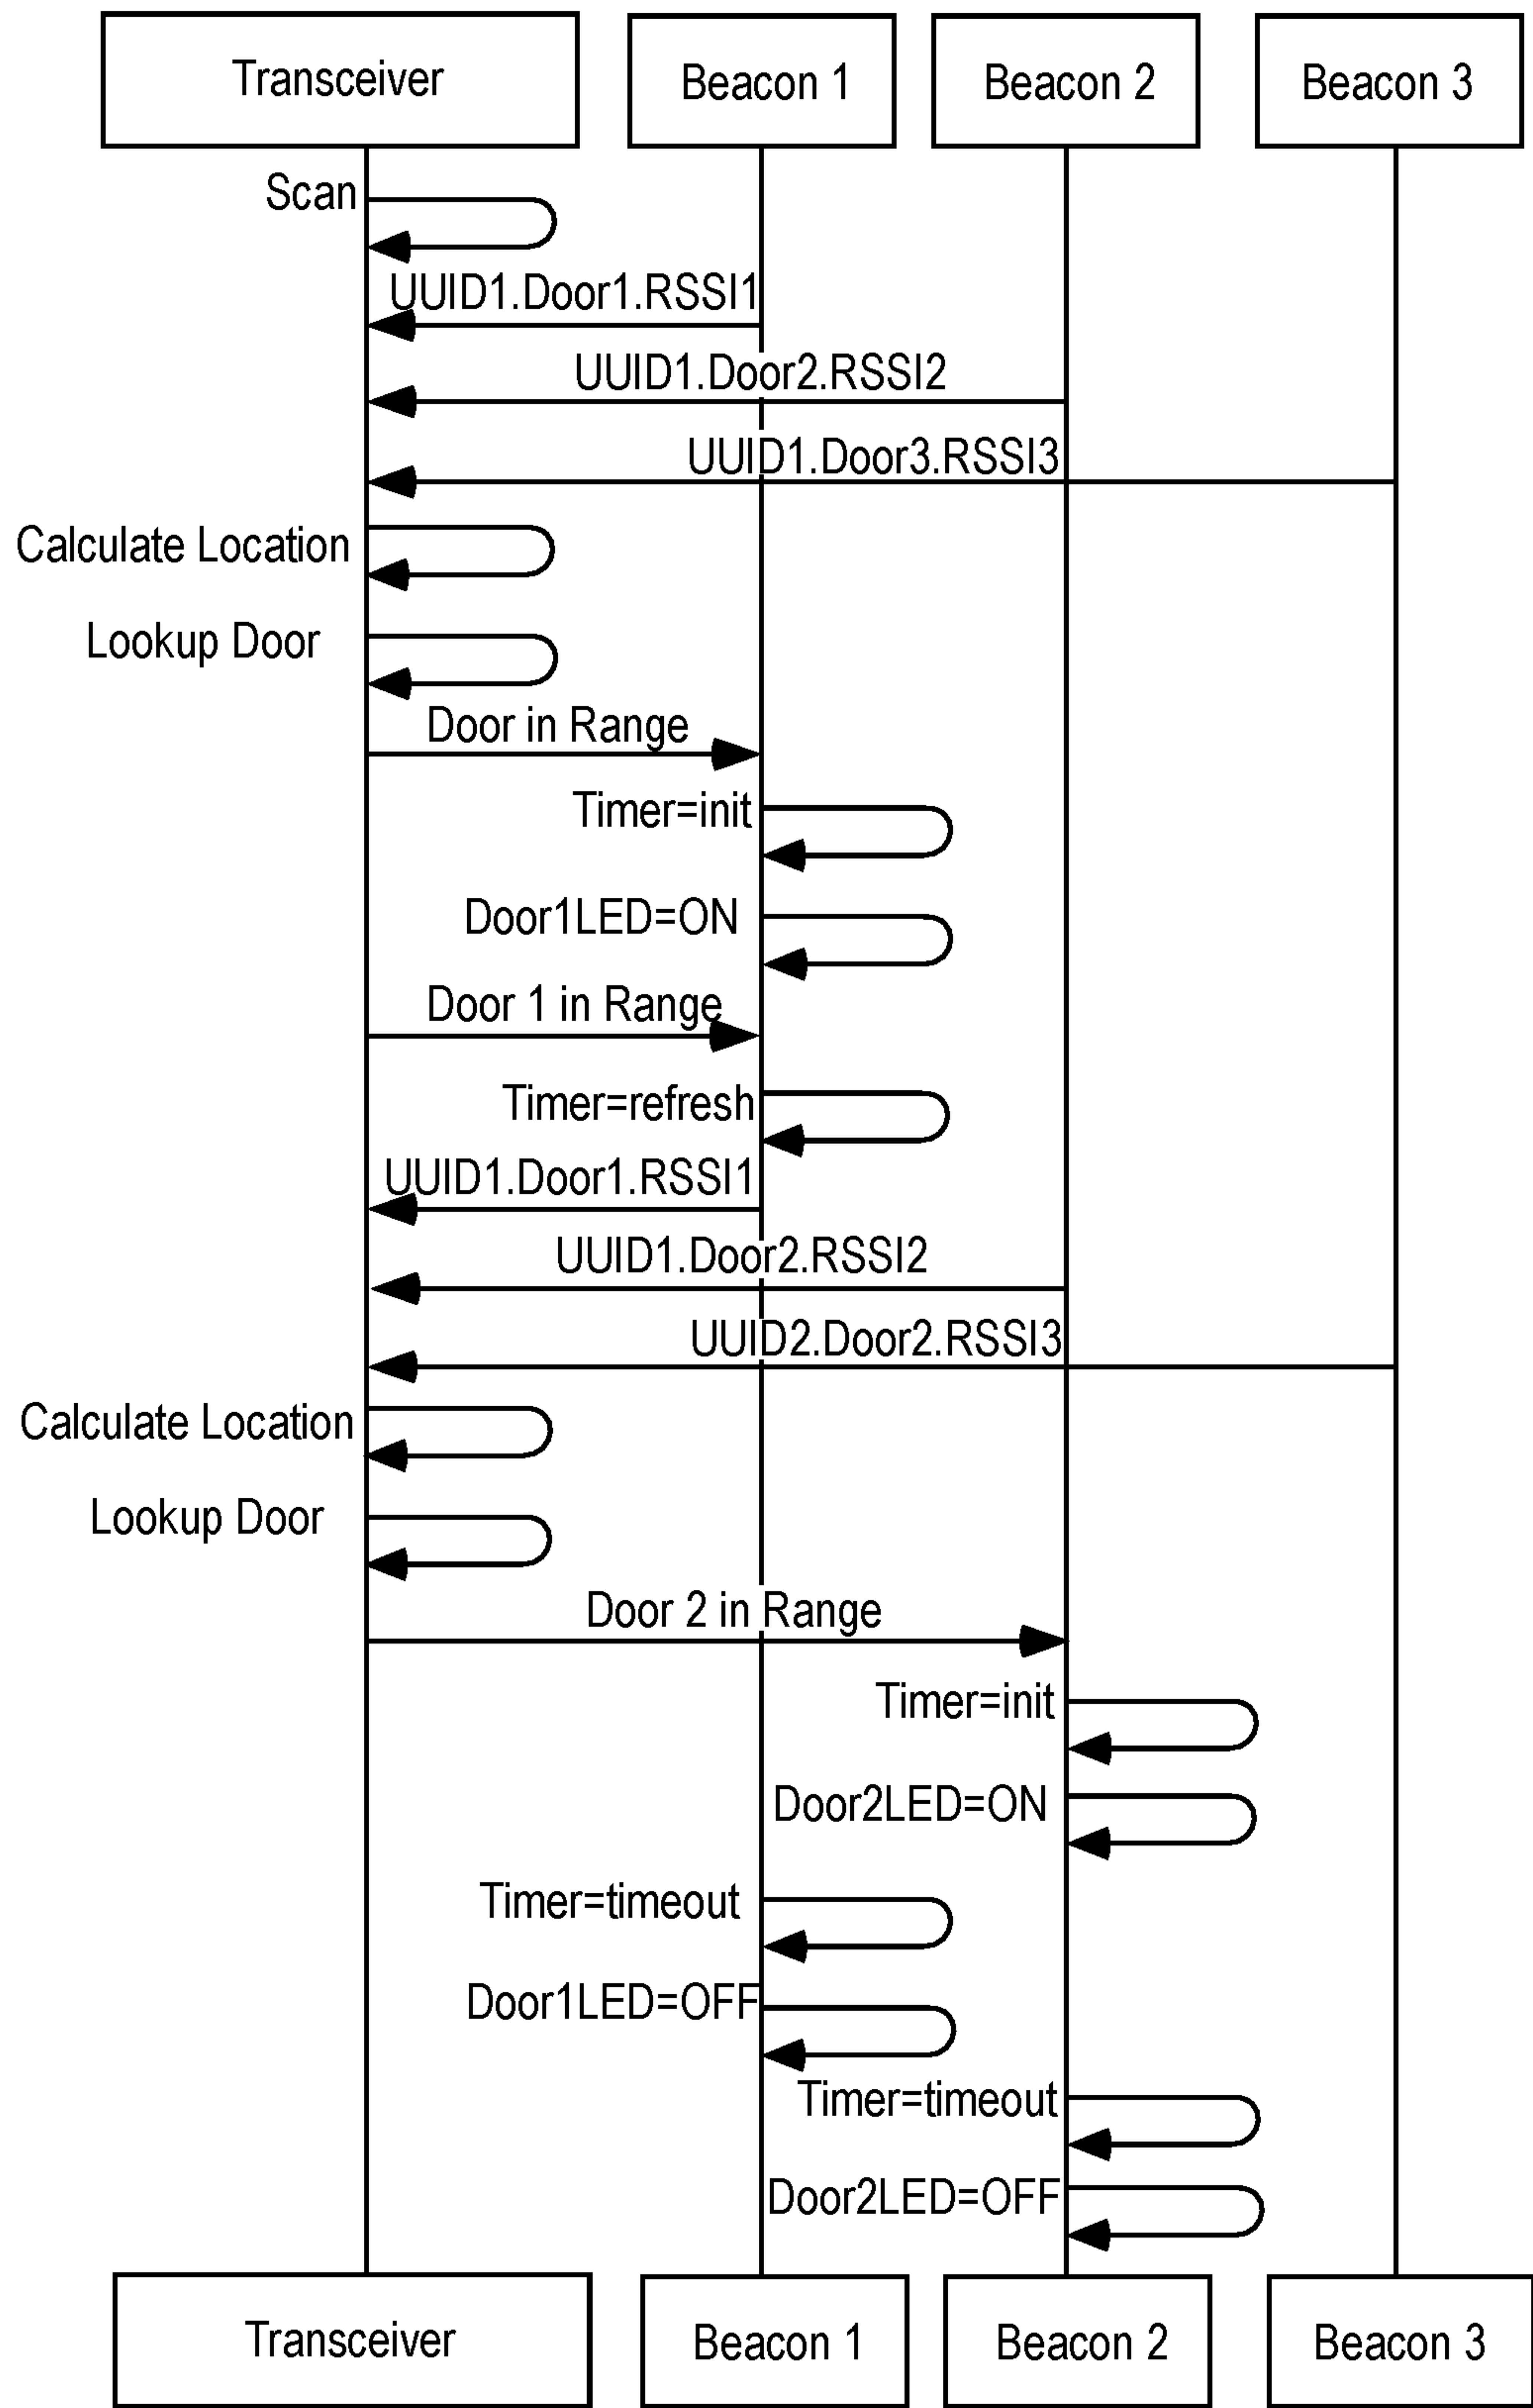 Transceiver
Beacon 1
Beacon 2
Beacon 3
Scan
UUID1.Door1.RSSI1
UUID1.Door2.RSSI2
UUID1.Door3.RSSI3
Calculate Location
Lookup Door
Door in Range
Timer=init
Door1LED=ON
Door 1 in Range
Timer=refresh
UUID1.Door1.RSSI1
UUID1.Door2.RSSI2
UUID2.Door2.RSSI3
Calculate Location
Lookup Door
Door 2 in Range
Timer=init
Door2LED=ON
Timer=timeout
Door1LED=OFF
Timer=timeout
Door2LED=OFF
Transceiver
Beacon 1
Beacon 2
Beacon 3